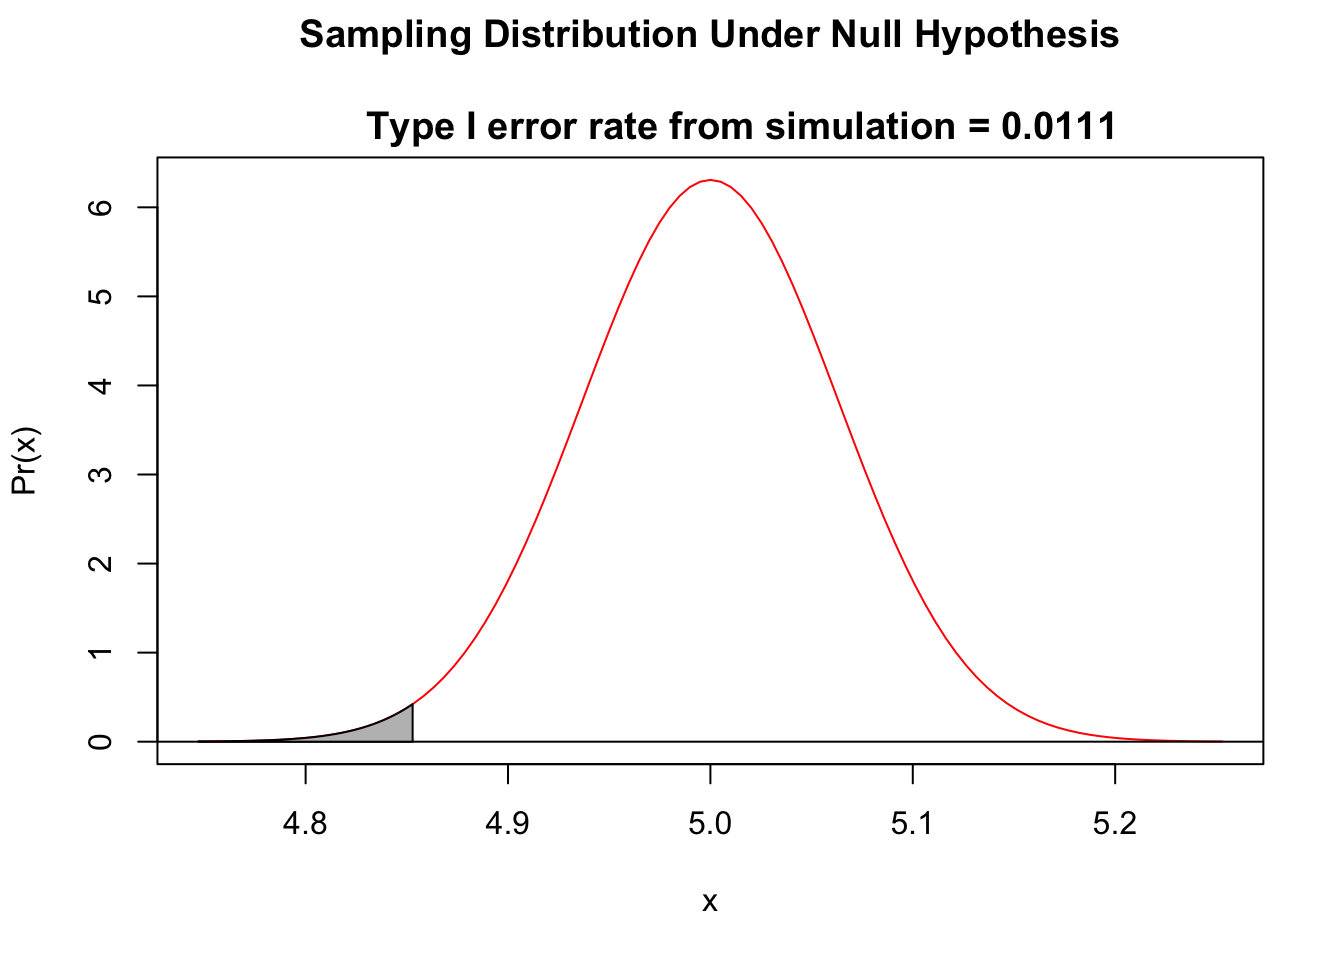 Sampling Distribution Under Null Hypothesis
Type I error rate from simulation = 0.0111
Pr(x)
6
5
4
3
2
1
0
4.8 4.9 5.0 5.1 5.2
x